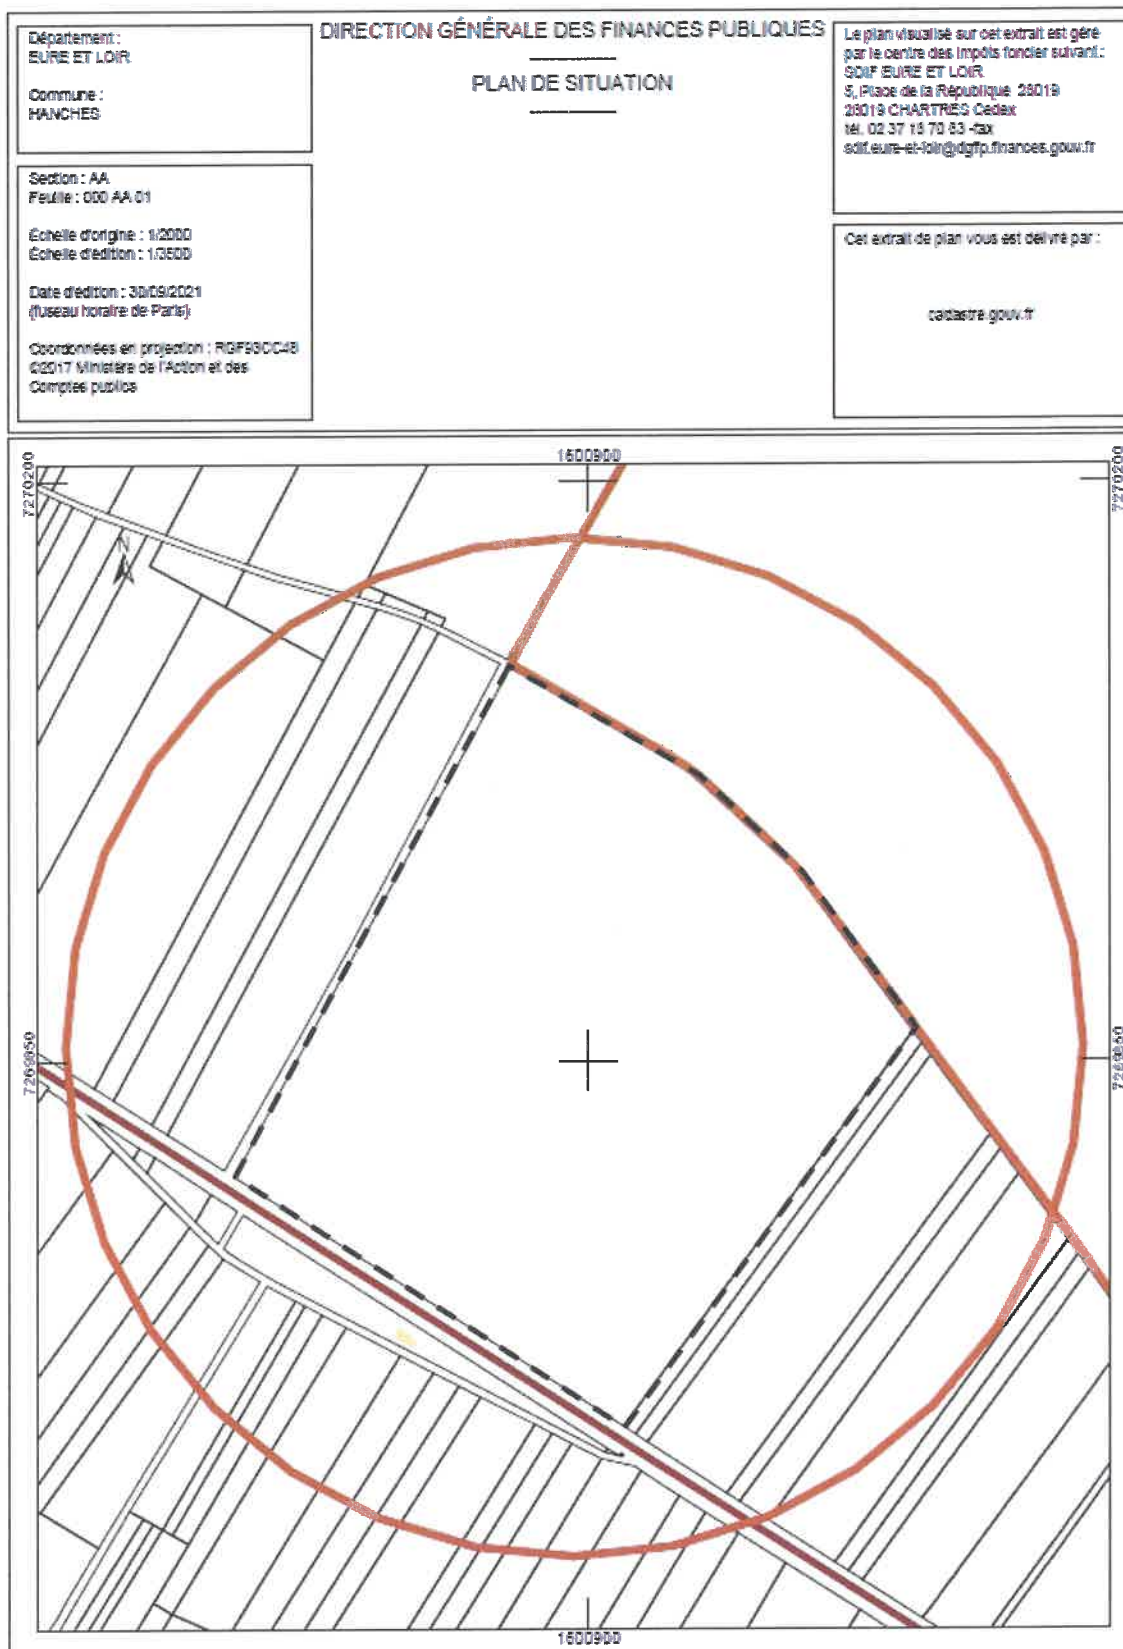 Département :
EURE ET LOIR
Commune :
HANCHES
Section : AA
Feuille : 000 AA 01
Échelle d'origine : 1/2000
Échelle d'édition : 1/3500
Date d'édition : 30/09/2021
(fuseau horaire de Paris)
Coordonnées en projection : RGF93CC48
©2017 Ministère de l'Action et des
Comptes publics
DIRECTION GÉNÉRALE DES FINANCES PUBLIQUES
PLAN DE SITUATION
Le plan visualisé sur cet extrait est géré
par le centre des impôts foncier suivant :
SDIF EURE ET LOIR
5, Place de la République 28019
28019 CHARTRES Cedex
tél. 02 37 18 70 83 -fax
sdif.eure-et-loir@dgfip.finances.gouv.fr
Cet extrait de plan vous est délivré par :
cadastre.gouv.fr
1600900
7270200
7270200
N
7269850
7269850
1600900